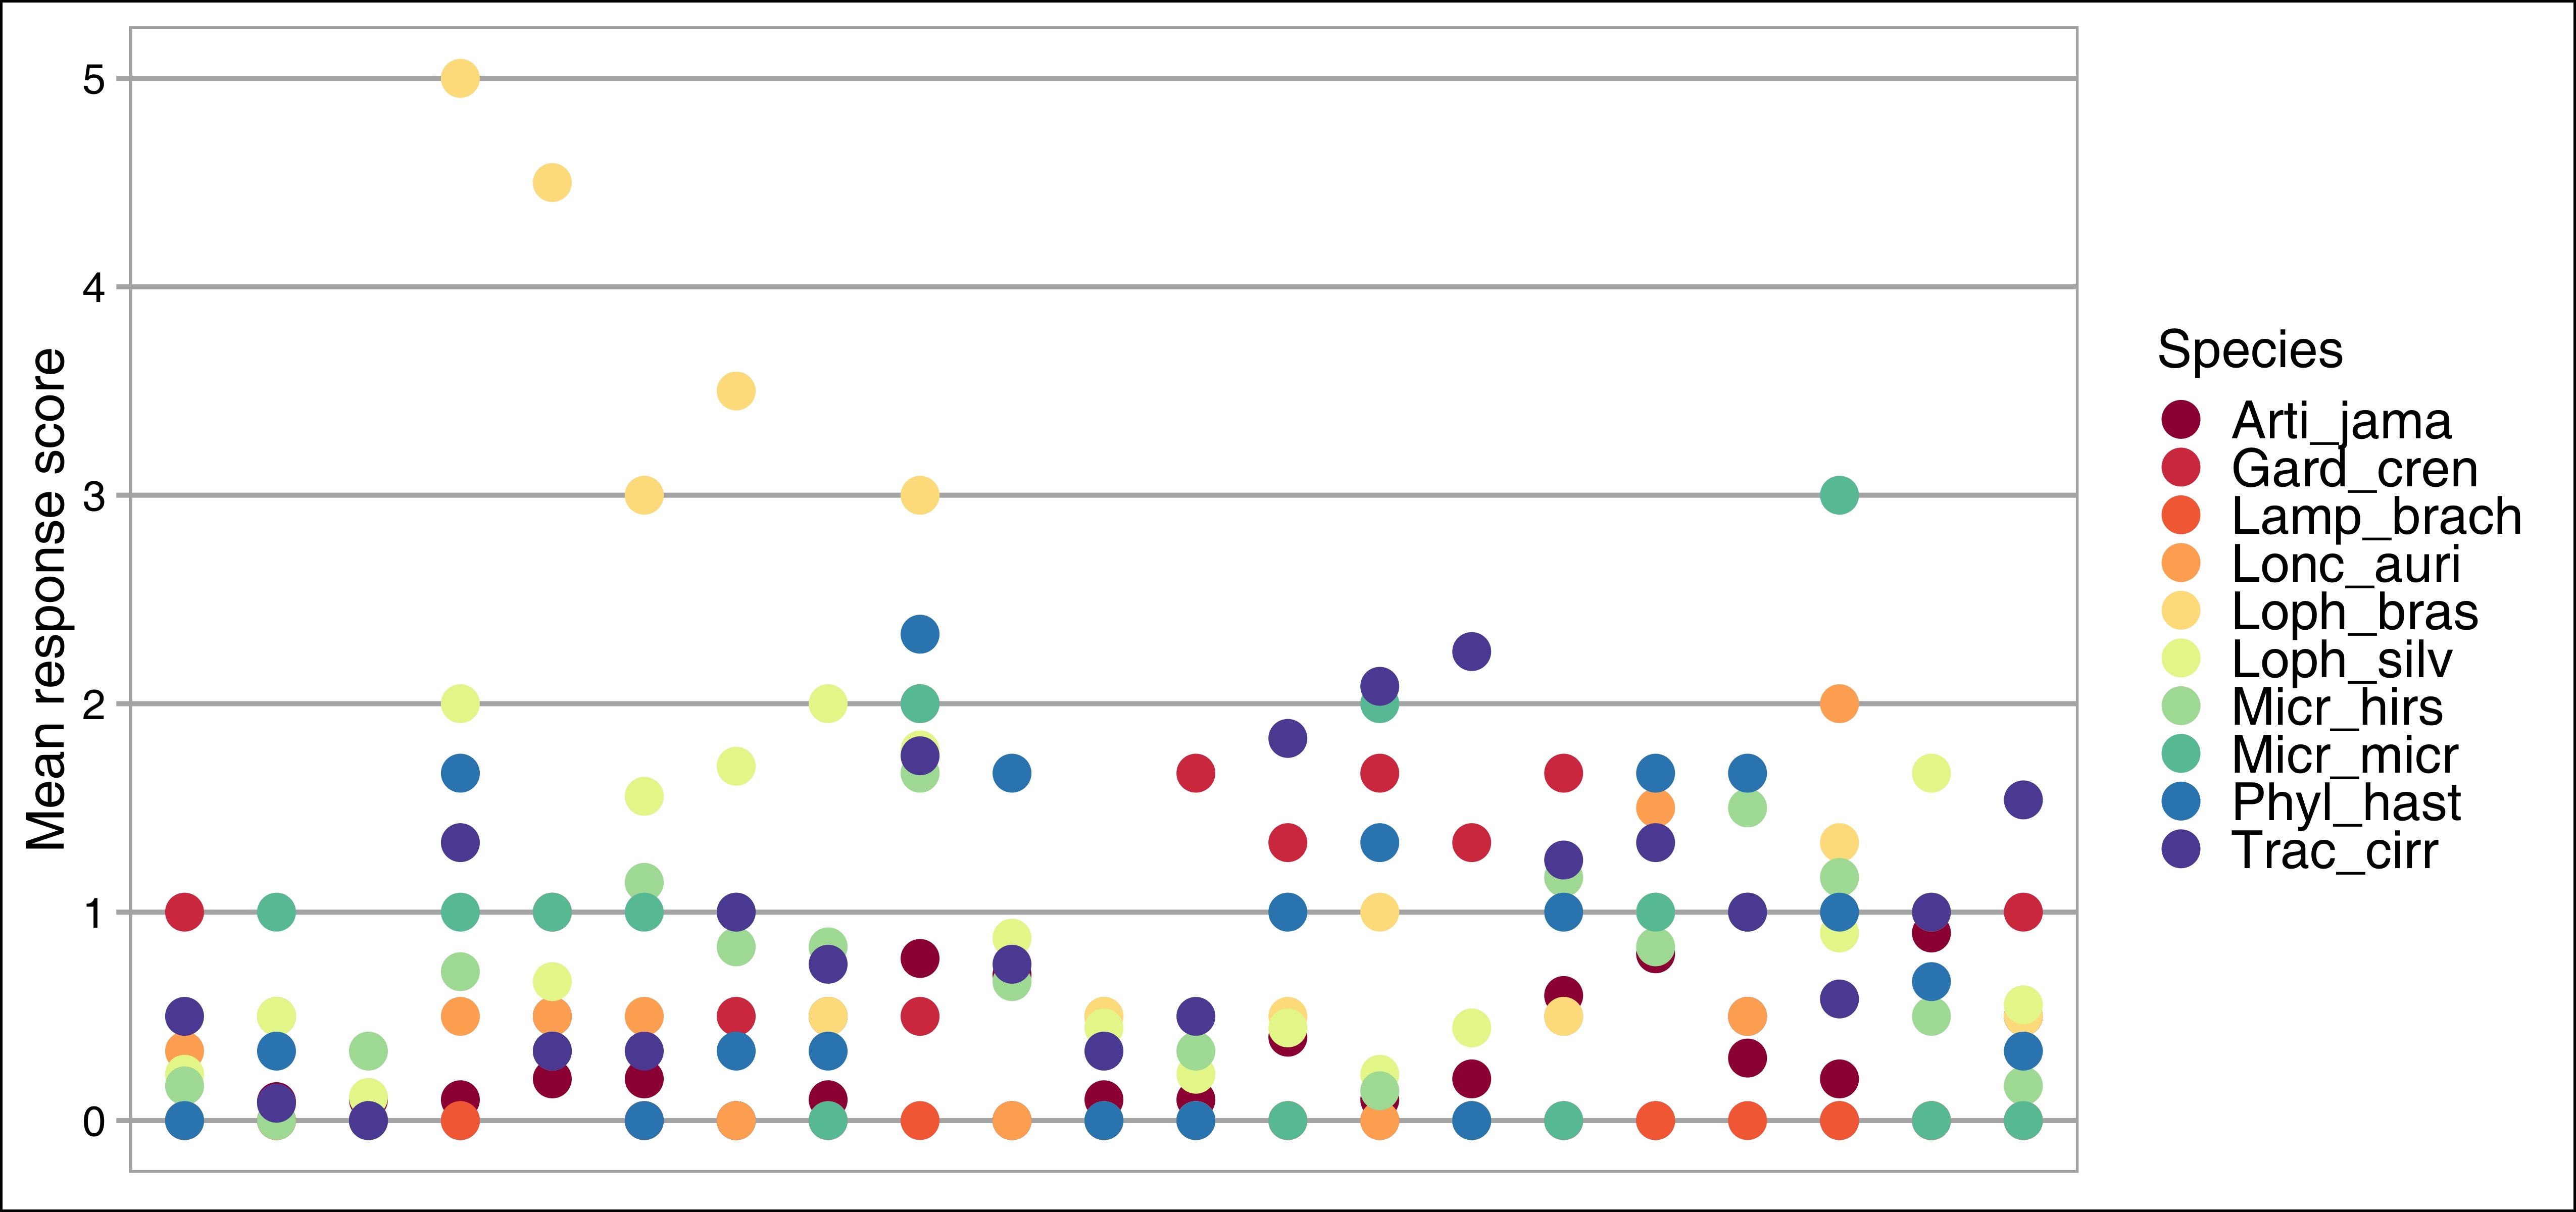 Mean response score
5
4
3
2
1
0
Species
Arti_jama
Gard_cren
Lamp_brach
Lonc_auri
Loph_bras
Loph_silv
Micr_hirs
Micr_micr
Phyl_hast
Trac_cirr